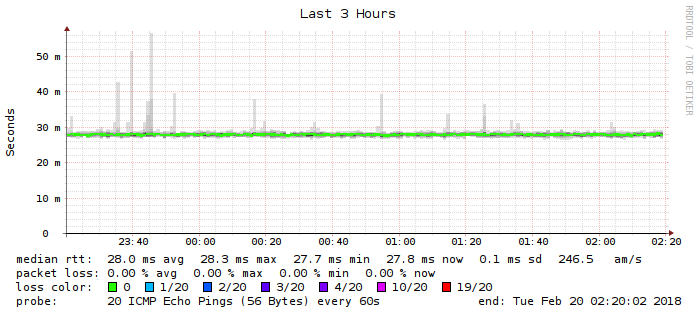 Last 3 Hours
RRDTOOL / TOBI OETIKER
Seconds
50 m
40 m
30 m
20 m
10 m
0
23:40 00:00 00:20 00:40 01:00 01:20 01:40 02:00 02:20
median rtt: 28.0 ms avg 28.3 ms max 27.7 ms min 27.8 ms now 0.1 ms sd 246.5 am/s
packet loss: 0.00 % avg 0.00 % max 0.00 % min 0.00 % now
loss color: 0 1/20 2/20 3/20 4/20 10/20 19/20
probe: 20 ICMP Echo Pings (56 Bytes) every 60s end: Tue Feb 20 02:20:02 2018